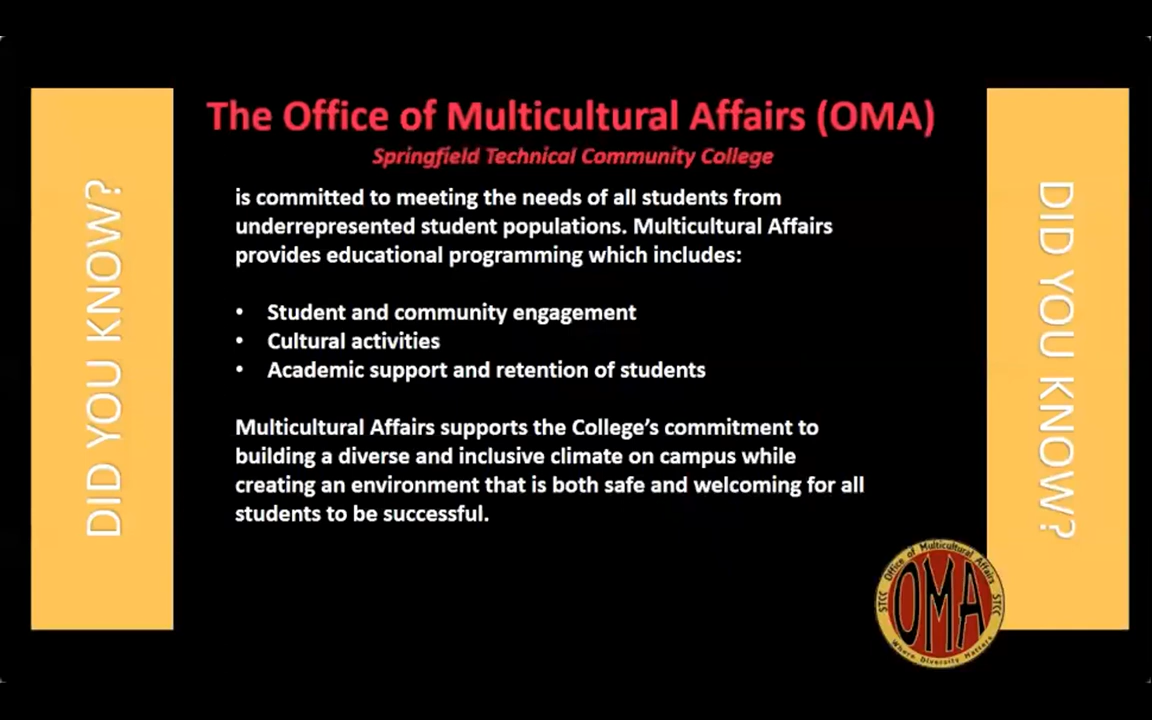 DID YOU KNOW?
The Office of Multicultural Affairs (OMA)
Springfield Technical Community College
is committed to meeting the needs of all students from
underrepresented student populations. Multicultural Affairs
provides educational programming which includes:
• Student and community engagement
• Cultural activities
• Academic support and retention of students
Multicultural Affairs supports the College’s commitment to
building a diverse and inclusive climate on campus while
creating an environment that is both safe and welcoming for all
students to be successful.
DID YOU KNOW?
Office of Multicultural Affairs
STCC
OMA
STCC
Where Diversity Matters